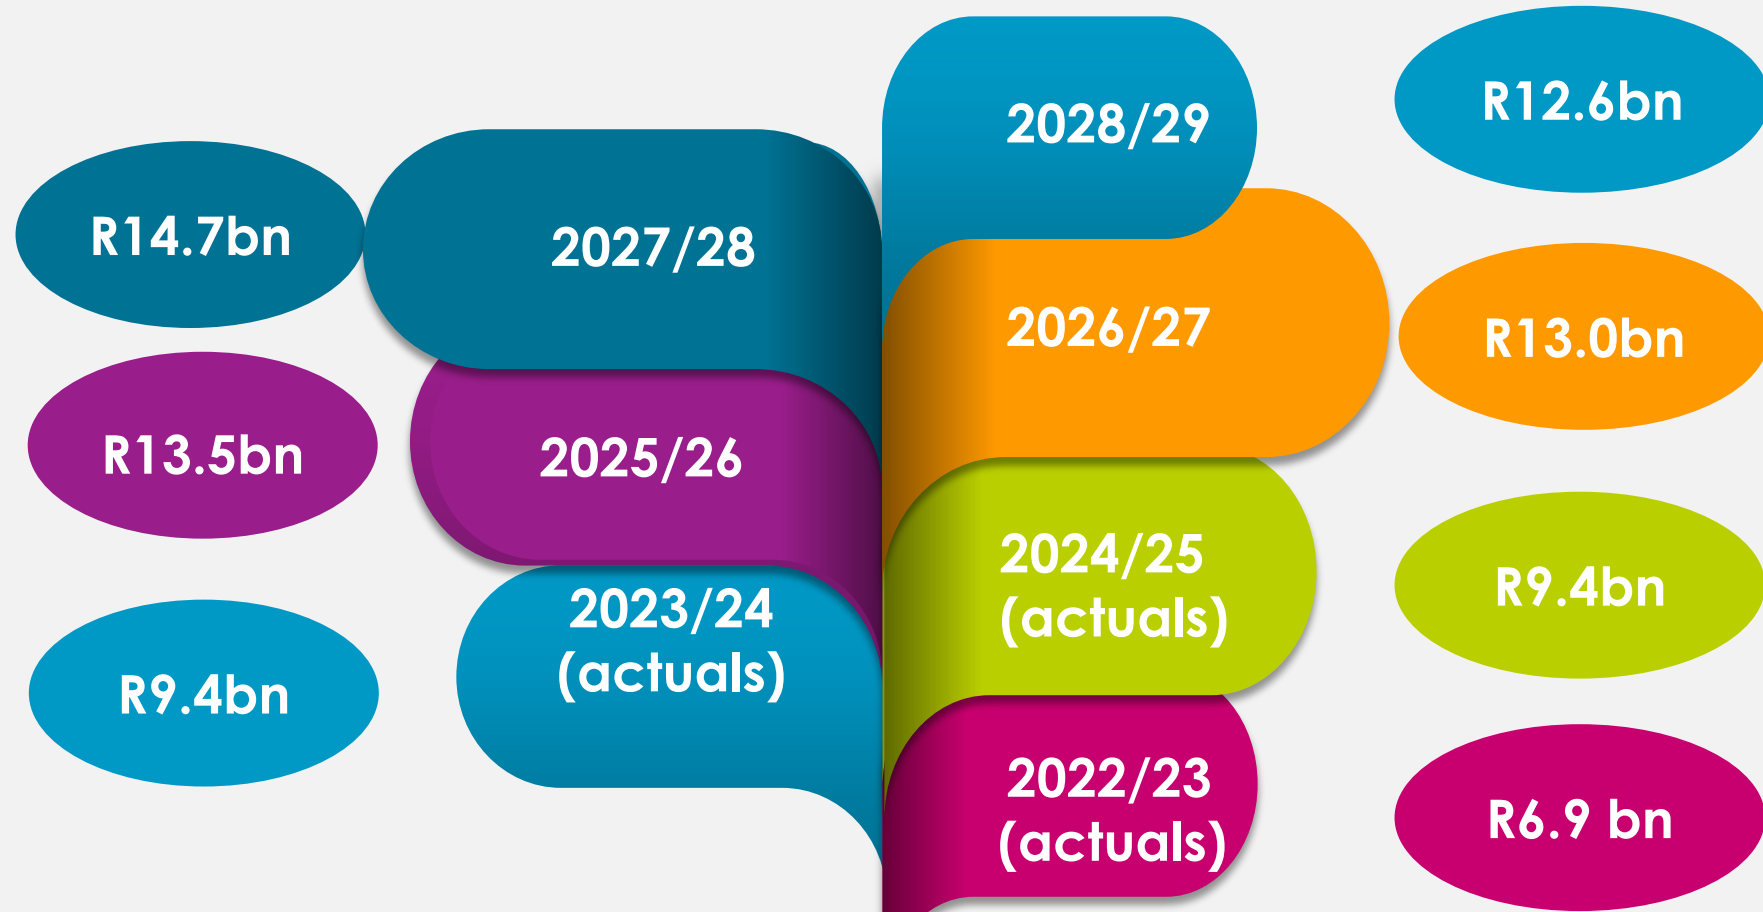 2028/29
R12.6bn
R14.7bn
2027/28
2026/27
R13.0bn
R13.5bn
2025/26
2024/25
(actuals)
R9.4bn
2023/24
(actuals)
R9.4bn
2022/23
(actuals)
R6.9 bn